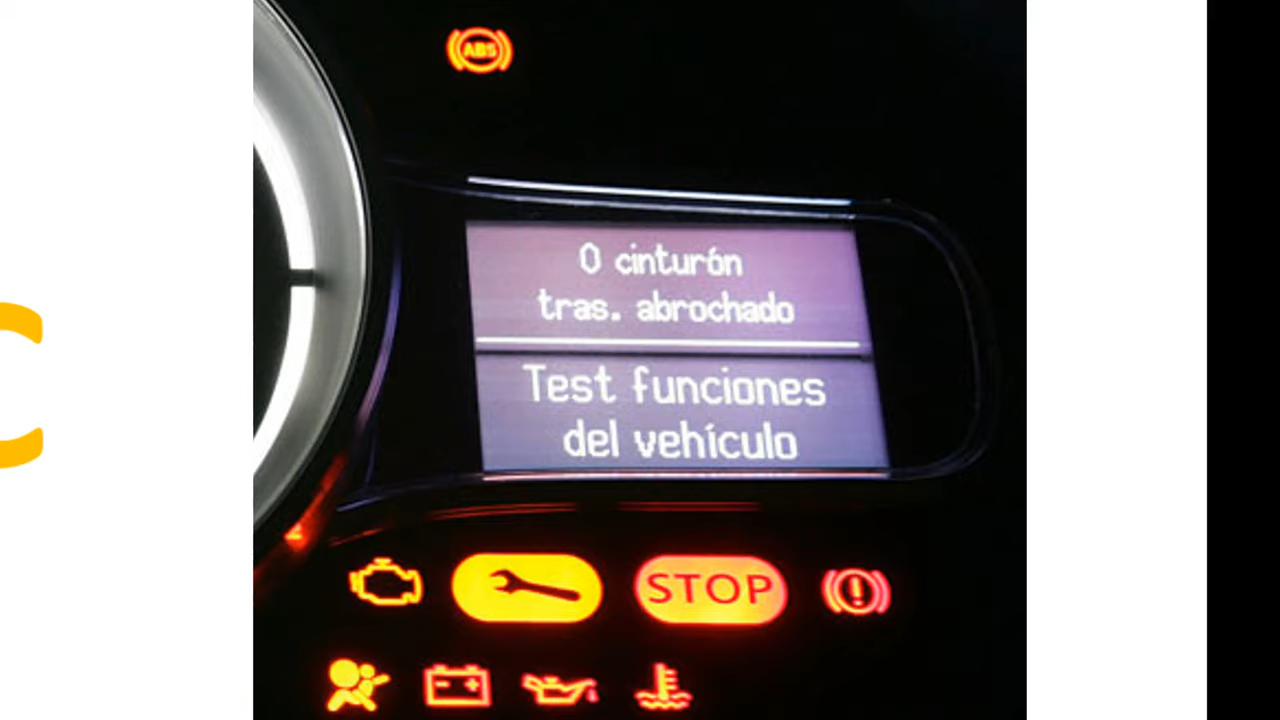 ABS
0 cinturón
tras. abrochado
Test funciones
del vehículo
STOP